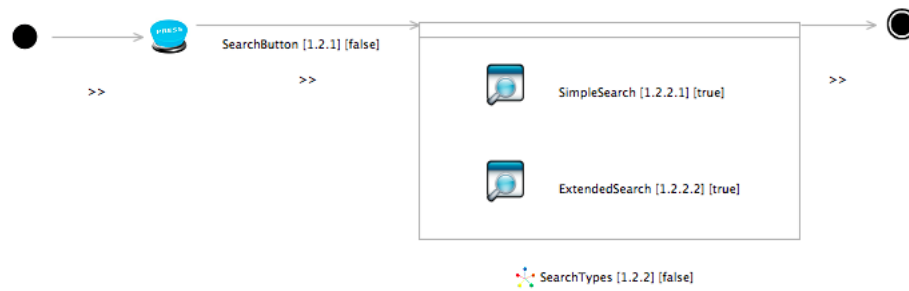 PRESS
SearchButton [1.2.1] [false]
>>
>>
>>
SimpleSearch [1.2.2.1] [true]
ExtendedSearch [1.2.2.2] [true]
SearchTypes [1.2.2] [false]